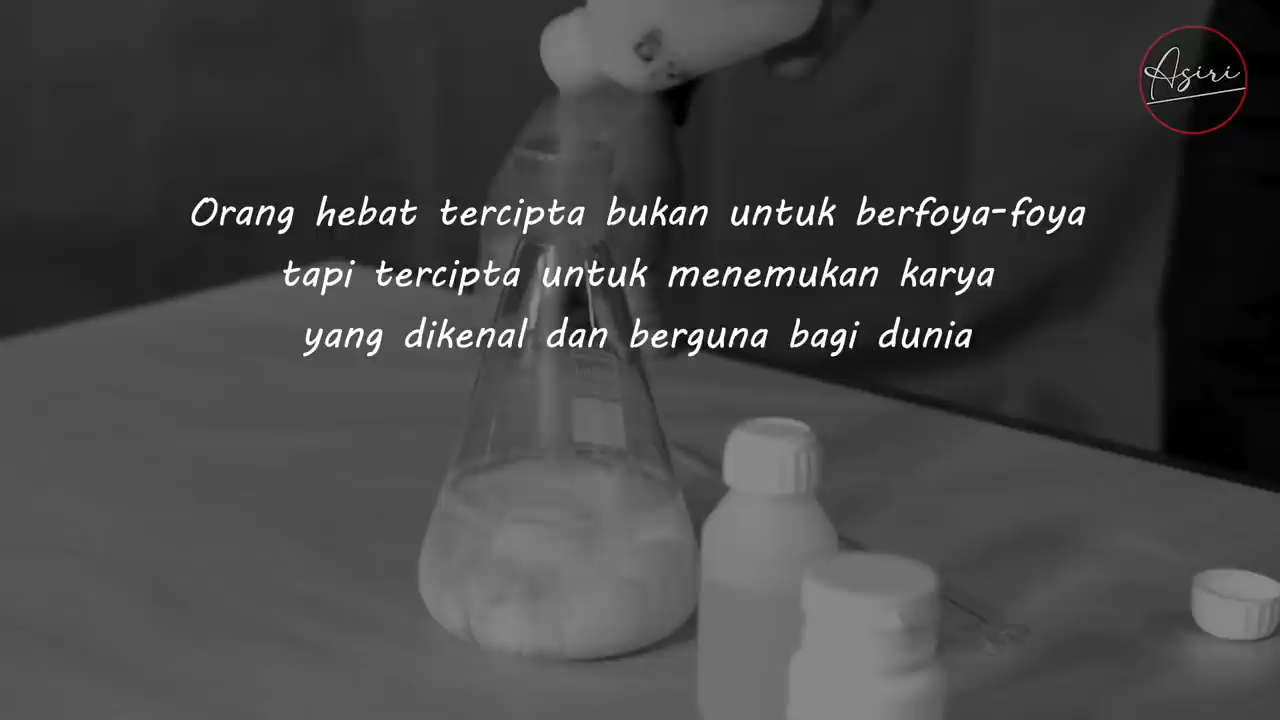 Asiri
Orang hebat tercipta bukan untuk berfoya-foya
tapi tercipta untuk menemukan karya
yang dikenal dan berguna bagi dunia